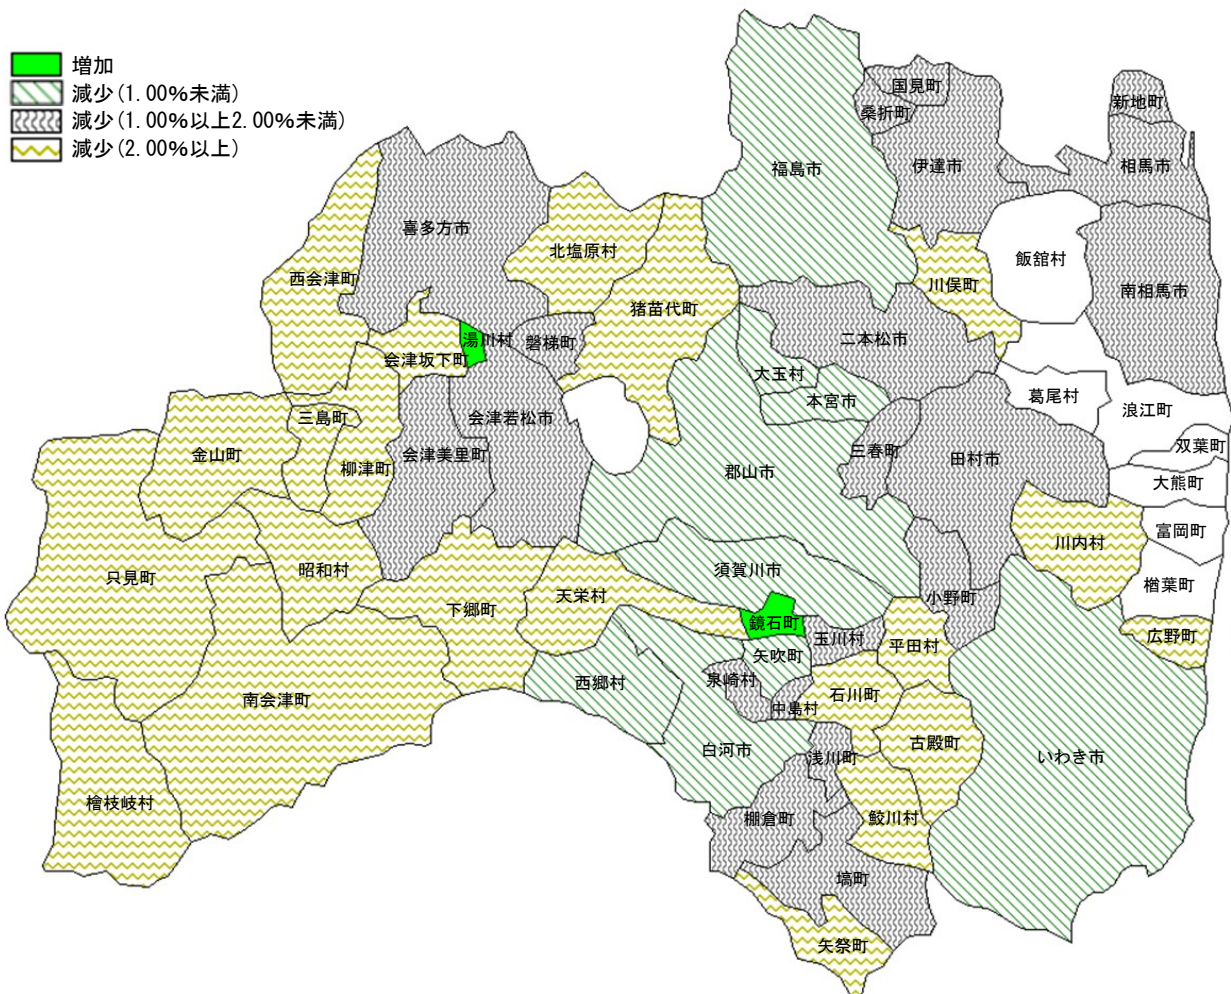 増加
減少(1.00%未満)
減少(1.00%以上2.00%未満)
減少(2.00%以上)
国見町
桑折町
新地町
福島市
伊達市
相馬市
喜多方市
北塩原村
飯舘村
西会津町
川俣町
南相馬市
猪苗代町
湯川村
磐梯町
二本松市
会津坂下町
大玉村
葛尾村
本宮市
浪江町
三島町
会津若松市
双葉町
金山町
会津美里町
三春町
田村市
柳津町
郡山市
大熊町
富岡町
川内村
只見町
昭和村
須賀川市
楢葉町
下郷町
天栄村
小野町
鏡石町
玉川村
広野町
平田村
矢吹町
泉崎村
西郷村
南会津町
石川町
中島村
古殿町
白河市
浅川町
いわき市
檜枝岐村
棚倉町
鮫川村
塙町
矢祭町